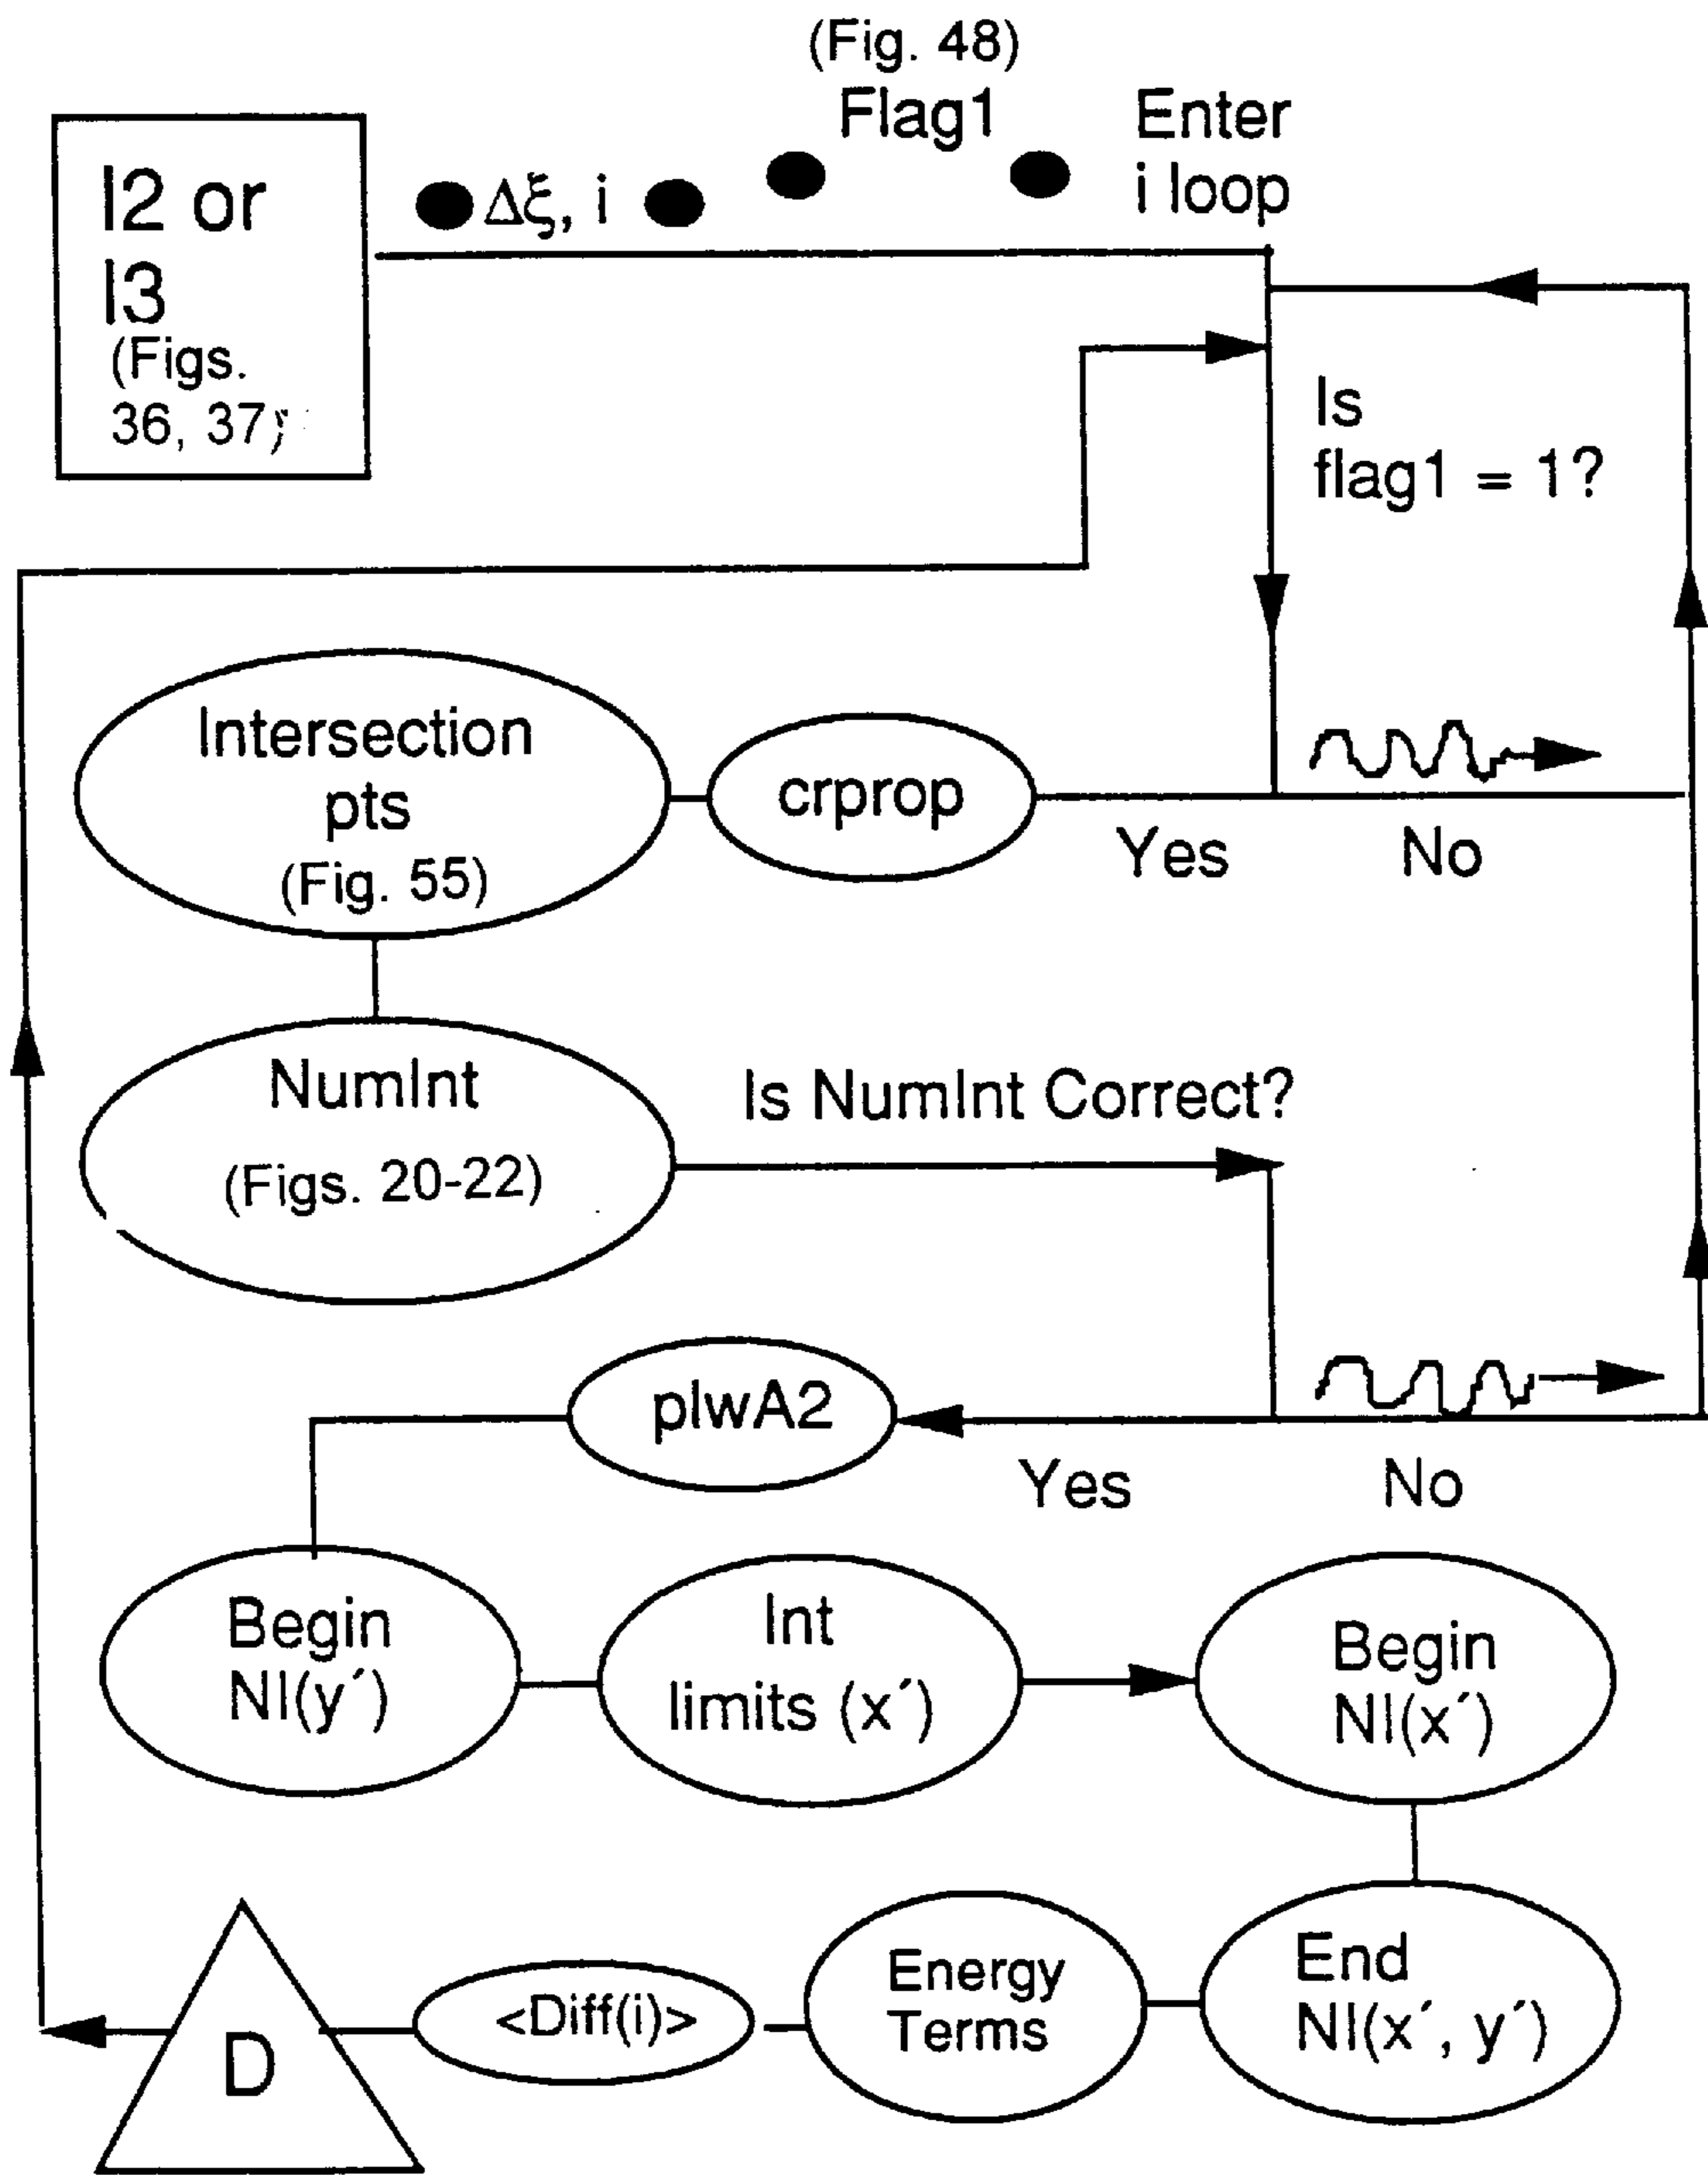 (Fig. 48)
Flag1
Enter
i loop
I2 or
I3
(Figs.
36, 37)
Δξ, i
Is
flag1 = 1?
Intersection
pts
(Fig. 55)
crprop
Yes
No
NumInt
(Figs. 20-22)
Is NumInt Correct?
plwA2
Yes
No
Begin
NI(y′)
Int
limits (x′)
Begin
NI(x′)
End
NI(x′, y′)
Energy
Terms
<Diff(i)>
D